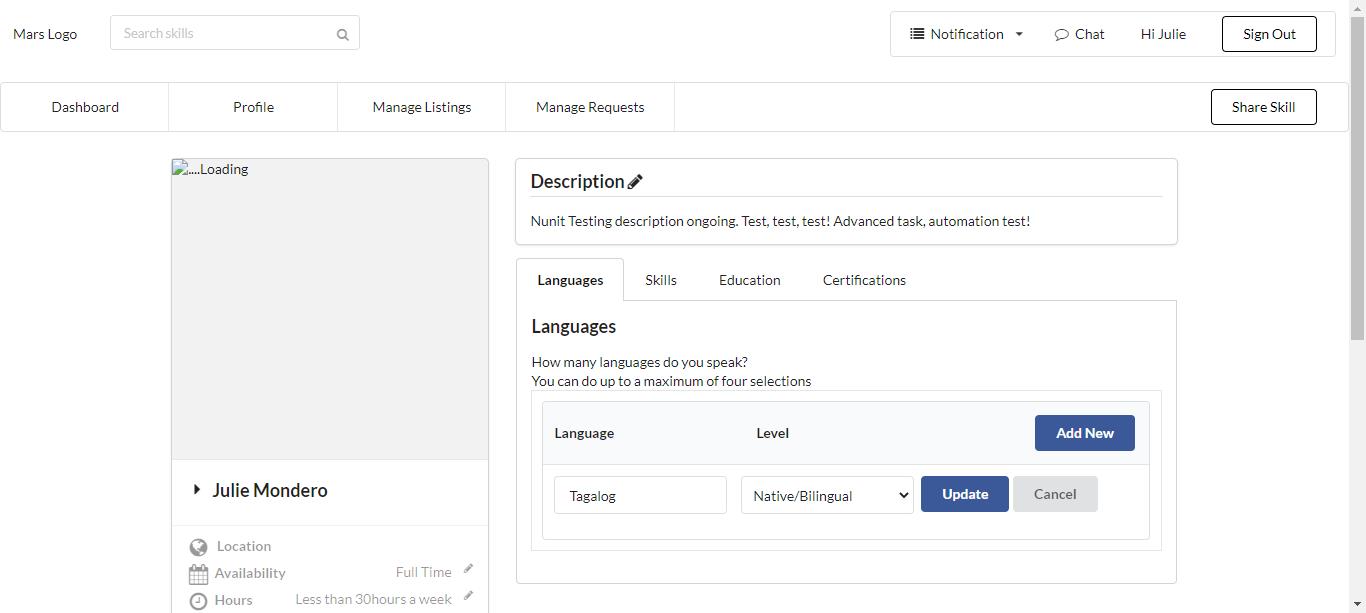 Mars Logo
Search skills
Notification
Chat
Hi Julie
Sign Out
Dashboard
Profile
Manage Listings
Manage Requests
Share Skill
....Loading
Julie Mondero
Location
Availability
Full Time
Hours
Less than 30hours a week
Description
Nunit Testing description ongoing. Test, test, test! Advanced task, automation test!
Languages
Skills
Education
Certifications
Languages
How many languages do you speak?
You can do up to a maximum of four selections
Language
Level
Add New
Tagalog
Native/Bilingual
Update
Cancel